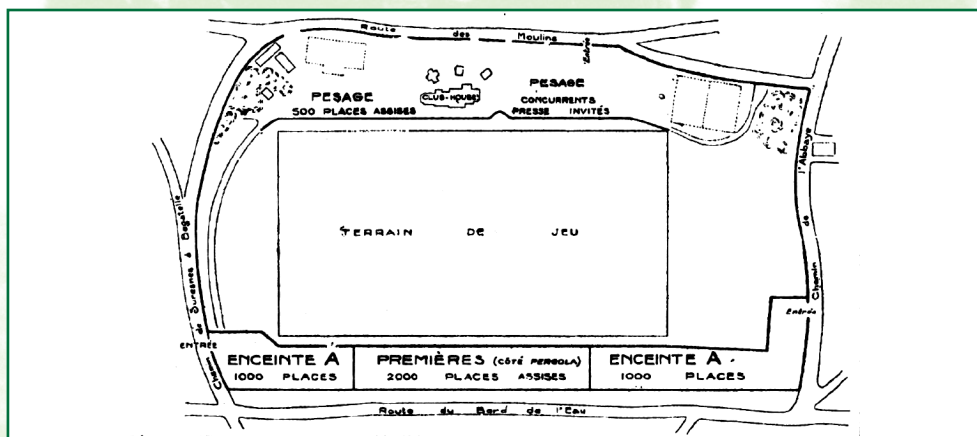 Route des Moulins
Entrée
PESAGE
500 PLACES ASSISES
CLUB-HOUSE
PESAGE
CONCURRENTS
PRESSE INVITÉS
Chemin de l'Abbaye
Chemin de Suresnes à Bagatelle
TERRAIN DE JEU
Entrée
ENTRÉE
ENCEINTE A
1000 PLACES
PREMIÈRES (côté PERGOLA)
2000 PLACES ASSISES
ENCEINTE A
1000 PLACES
Route du Bord de l'Eau